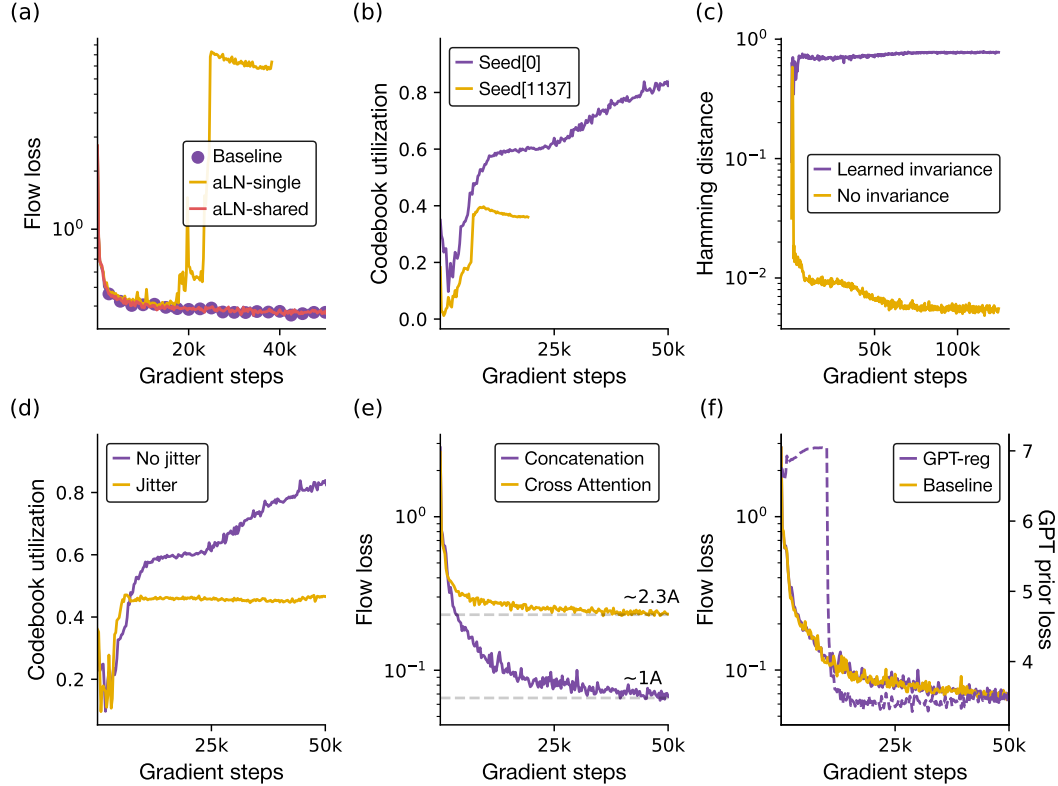 (a)
Flow loss
10⁰
Baseline
aLN-single
aLN-shared
20k
40k
Gradient steps
(b)
Codebook utilization
0.8
0.6
0.4
0.2
0.0
Seed[0]
Seed[1137]
25k
50k
Gradient steps
(c)
Hamming distance
10⁰
10⁻¹
10⁻²
Learned invariance
No invariance
50k
100k
Gradient steps
(d)
Codebook utilization
0.8
0.6
0.4
0.2
No jitter
Jitter
25k
50k
Gradient steps
(e)
Flow loss
10⁰
10⁻¹
Concatenation
Cross Attention
~2.3A
~1A
25k
50k
Gradient steps
(f)
Flow loss
10⁰
10⁻¹
GPT-reg
Baseline
7
6
5
4
GPT prior loss
25k
50k
Gradient steps